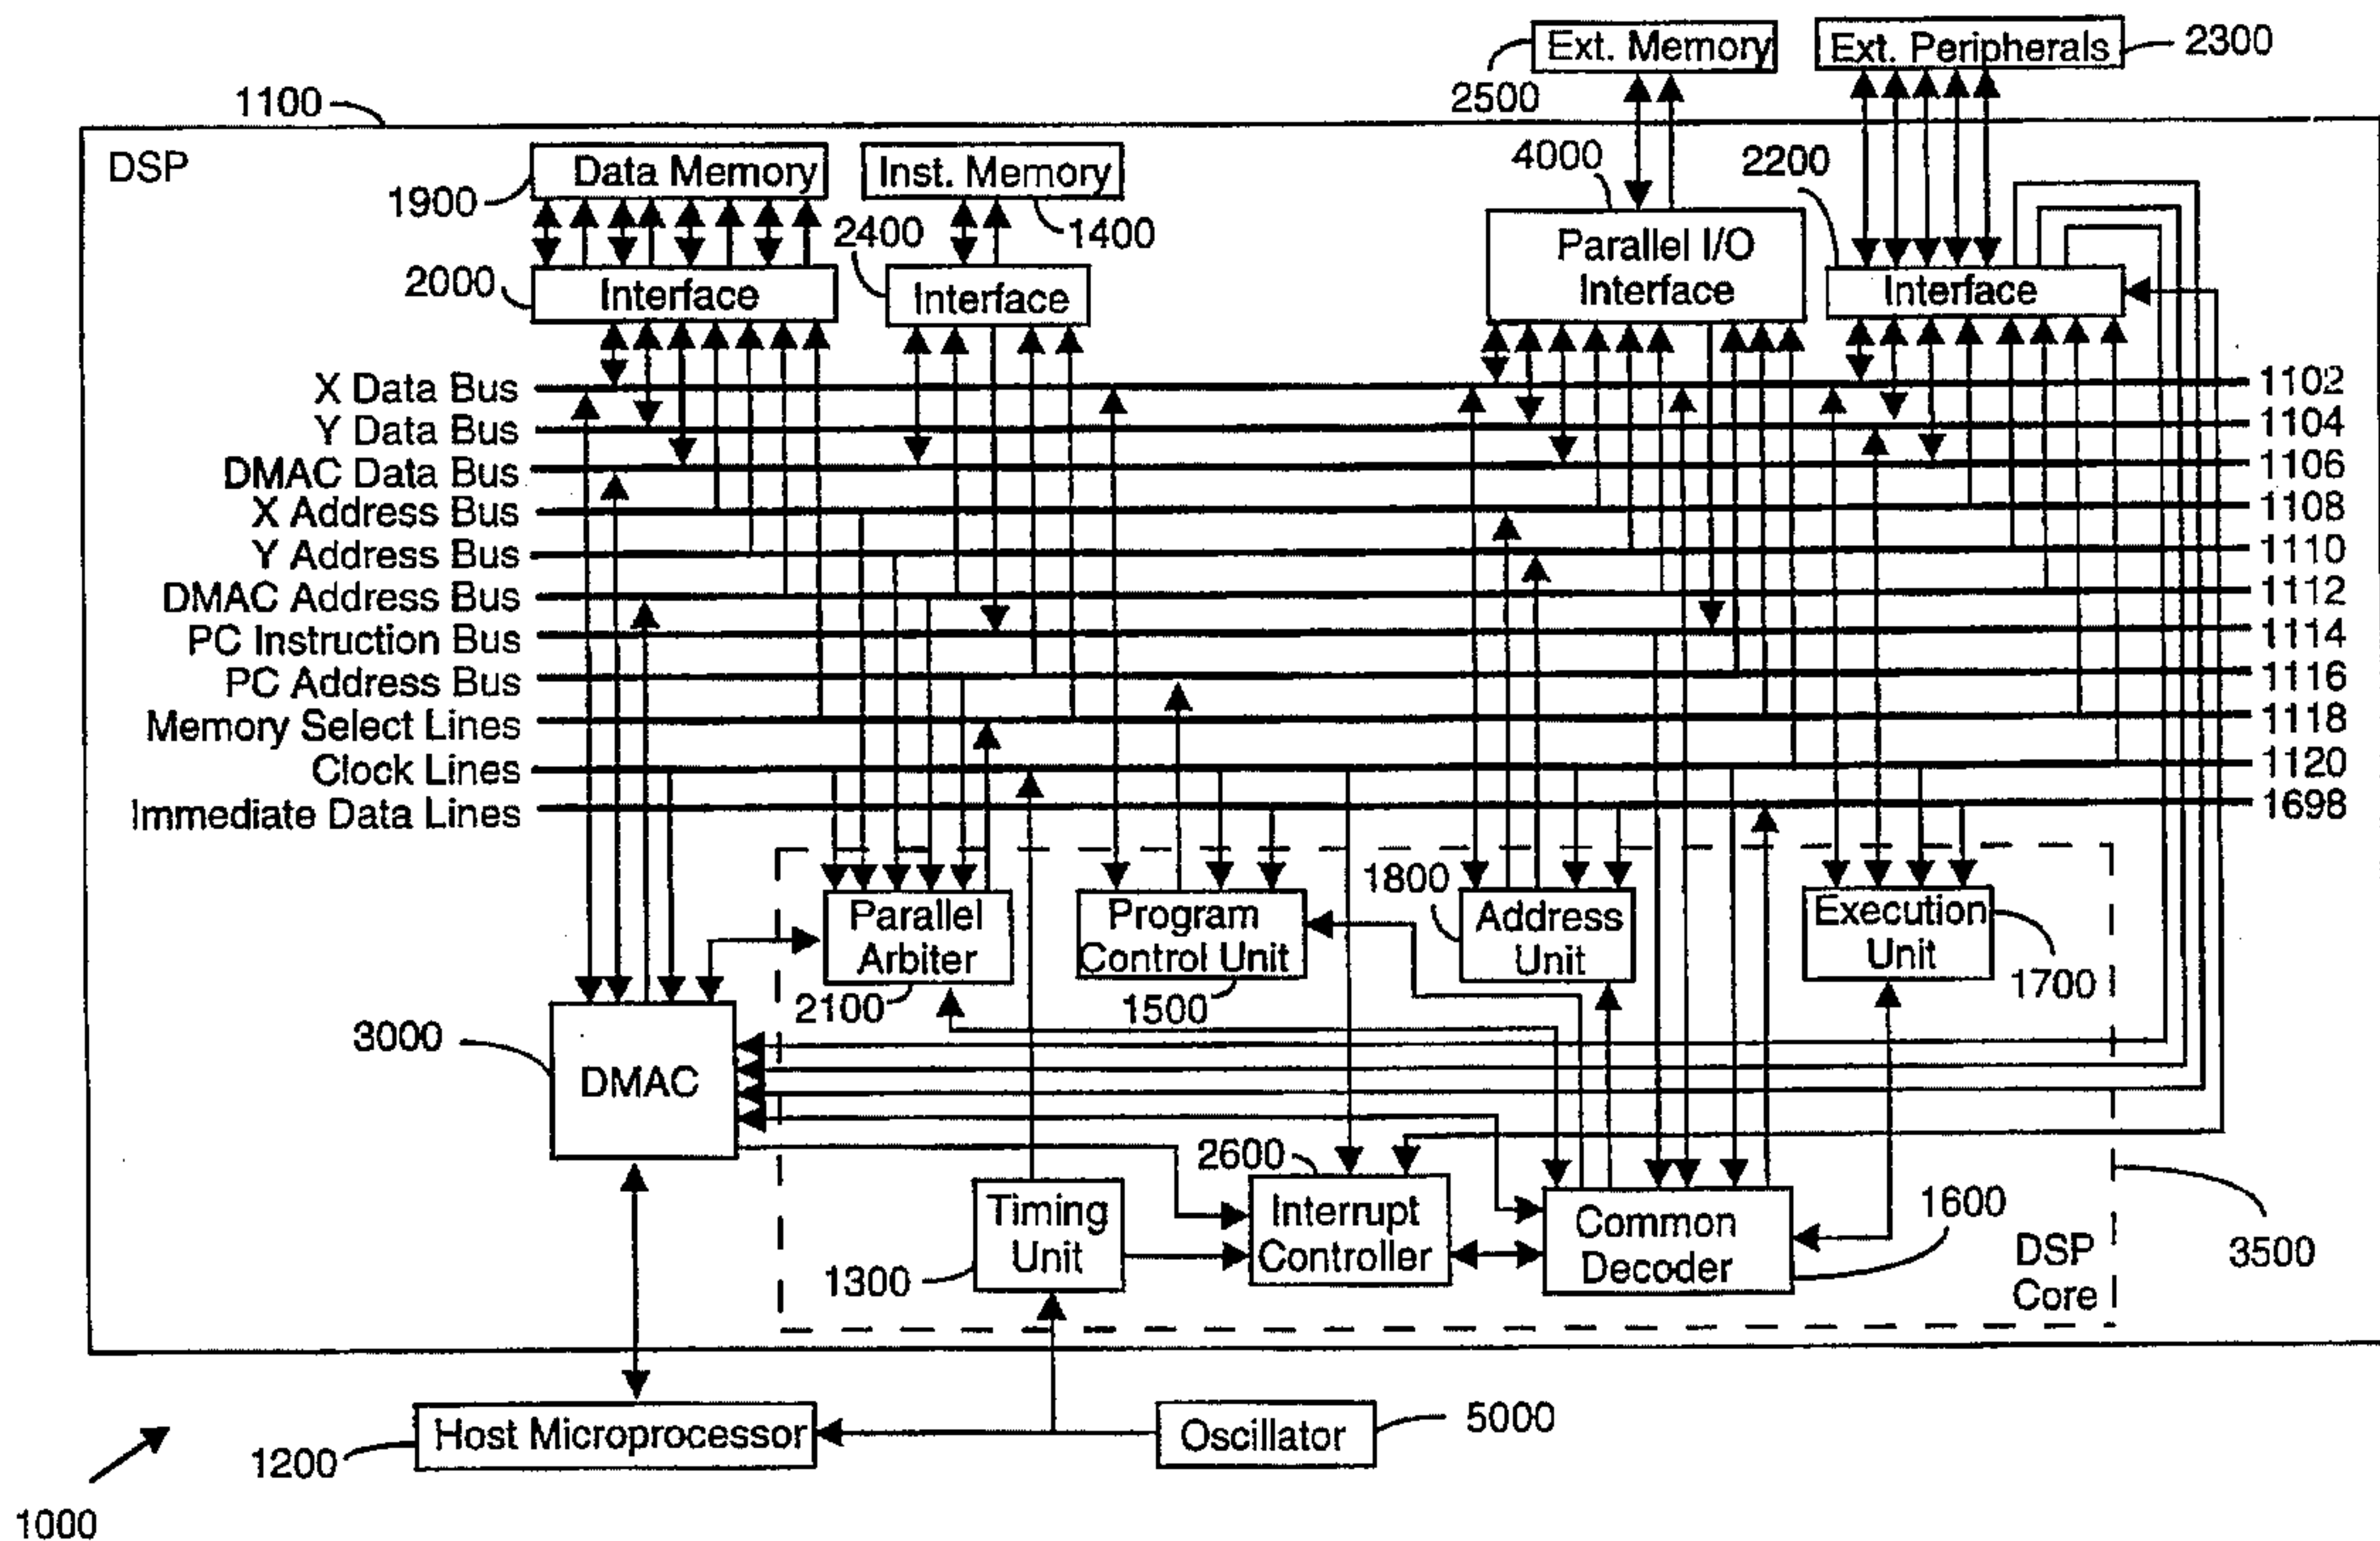 Ext. Memory
Ext. Peripherals
2300
2500
1100
DSP
Data Memory
Inst. Memory
4000
2200
1900
2400
1400
Parallel I/O
Interface
2000
Interface
Interface
Interface
X Data Bus
1102
Y Data Bus
1104
DMAC Data Bus
1106
X Address Bus
1108
Y Address Bus
1110
DMAC Address Bus
1112
PC Instruction Bus
1114
PC Address Bus
1116
Memory Select Lines
1118
Clock Lines
1120
Immediate Data Lines
1698
1800
Parallel
Arbiter
Program
Control Unit
Address
Unit
Execution
Unit
2100
1500
1700
3000
DMAC
2600
Timing
Unit
Interrupt
Controller
Common
Decoder
1600
1300
DSP
Core
3500
Host Microprocessor
Oscillator
5000
1200
1000